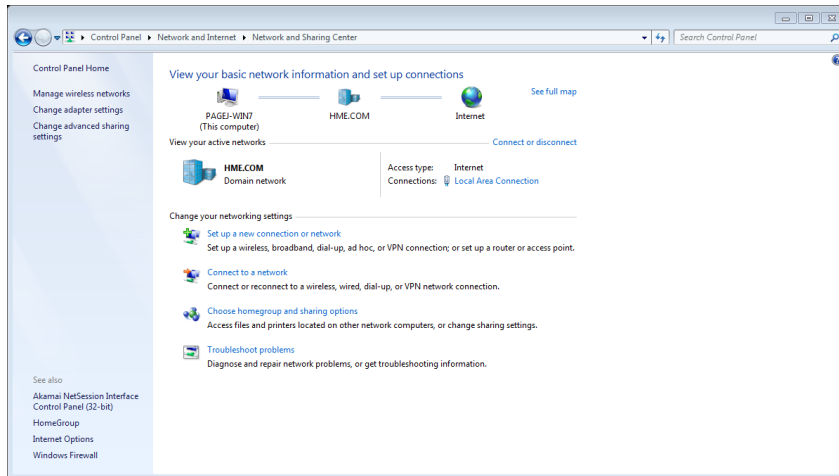 Control Panel Network and Internet Network and Sharing Center
Search Control Panel
Control Panel Home
Manage wireless networks
Change adapter settings
Change advanced sharing
settings
View your basic network information and set up connections
See full map
PAGEJ-WIN7
(This computer)
HME.COM
Internet
View your active networks
Connect or disconnect
HME.COM
Domain network
Access type: Internet
Connections: Local Area Connection
Change your networking settings
Set up a new connection or network
Set up a wireless, broadband, dial-up, ad hoc, or VPN connection; or set up a router or access point.
Connect to a network
Connect or reconnect to a wireless, wired, dial-up, or VPN network connection.
Choose homegroup and sharing options
Access files and printers located on other network computers, or change sharing settings.
Troubleshoot problems
Diagnose and repair network problems, or get troubleshooting information.
See also
Akamai NetSession Interface
Control Panel (32-bit)
HomeGroup
Internet Options
Windows Firewall